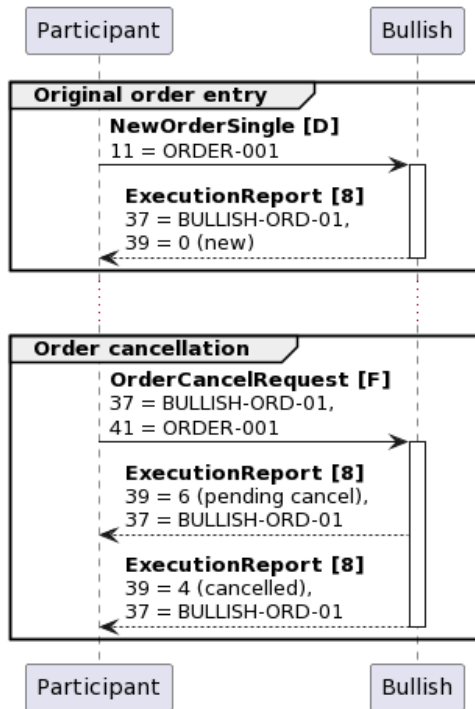 Participant
Bullish
Original order entry
NewOrderSingle [D]
11 = ORDER-001
ExecutionReport [8]
37 = BULLISH-ORD-01,
39 = 0 (new)
Order cancellation
OrderCancelRequest [F]
37 = BULLISH-ORD-01,
41 = ORDER-001
ExecutionReport [8]
39 = 6 (pending cancel),
37 = BULLISH-ORD-01
ExecutionReport [8]
39 = 4 (cancelled),
37 = BULLISH-ORD-01
Participant
Bullish